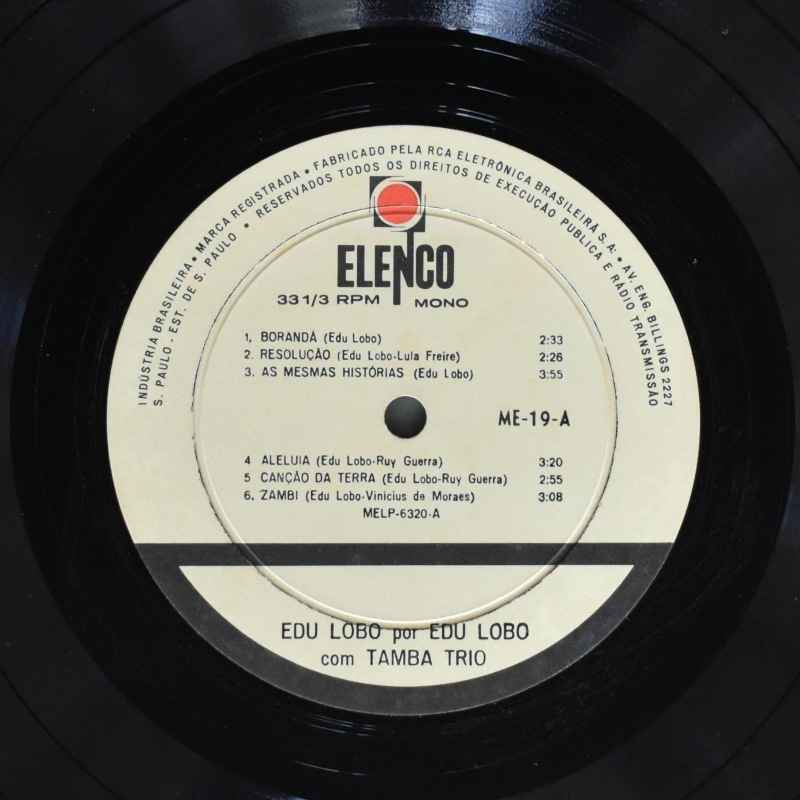 INDÚSTRIA BRASILEIRA • MARCA REGISTRADA • FABRICADO PELA RCA ELETRÔNICA BRASILEIRA S.A. • AV. ENG. BILLINGS 2227
S. PAULO - EST. DE S. PAULO • RESERVADOS TODOS OS DIREITOS DE EXECUÇÃO PUBLICA E RÁDIO TRANSMISSÃO
ELENCO
33 1/3 RPM MONO
1, BORANDÁ (Edu Lobo) 2:33
2. RESOLUÇÃO (Edu Lobo-Lula Freire) 2:26
3. AS MESMAS HISTÓRIAS (Edu Lobo) 3:55
ME-19-A
4 ALELUIA (Edu Lobo-Ruy Guerra) 3:20
5 CANÇÃO DA TERRA (Edu Lobo-Ruy Guerra) 2:55
6. ZAMBI (Edu Lobo-Vinícius de Moraes) 3:08
MELP-6320-A
EDU LOBO por EDU LOBO
com TAMBA TRIO